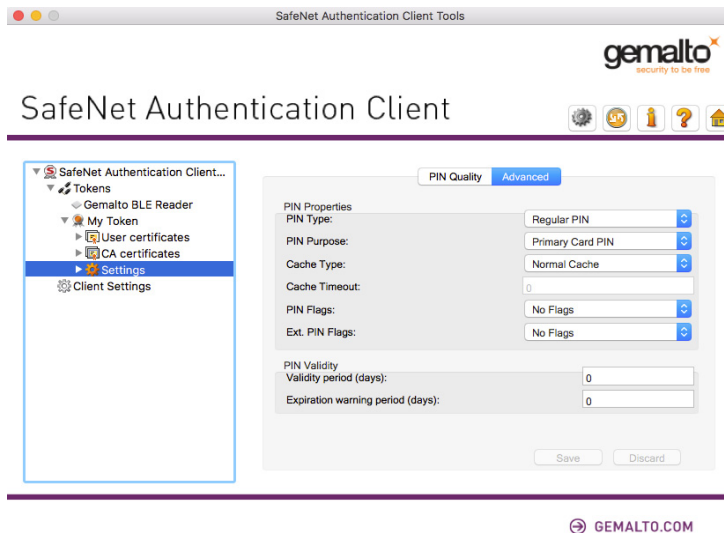 SafeNet Authentication Client Tools
gemalto
security to be free
SafeNet Authentication Client
SafeNet Authentication Client...
Tokens
Gemalto BLE Reader
My Token
User certificates
CA certificates
Settings
Client Settings
PIN Quality
Advanced
PIN Properties
PIN Type:
Regular PIN
PIN Purpose:
Primary Card PIN
Cache Type:
Normal Cache
Cache Timeout:
0
PIN Flags:
No Flags
Ext. PIN Flags:
No Flags
PIN Validity
Validity period (days):
0
Expiration warning period (days):
0
Save
Discard
GEMALTO.COM